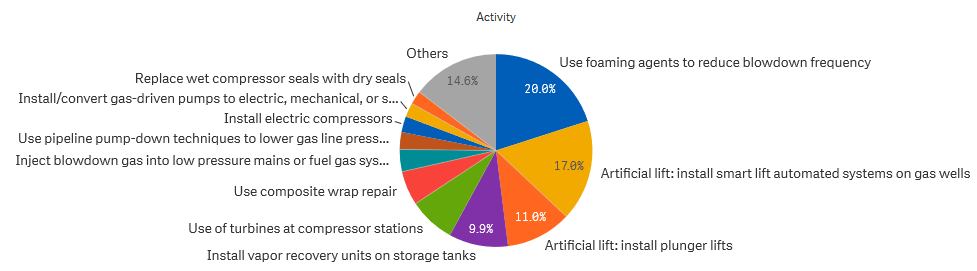 Activity
Others
Use foaming agents to reduce blowdown frequency
Replace wet compressor seals with dry seals
14.6%
20.0%
Install/convert gas-driven pumps to electric, mechanical, or s...
Install electric compressors
Use pipeline pump-down techniques to lower gas line press...
Inject blowdown gas into low pressure mains or fuel gas sys...
17.0%
Artificial lift: install smart lift automated systems on gas wells
Use composite wrap repair
11.0%
Use of turbines at compressor stations
9.9%
Artificial lift: install plunger lifts
Install vapor recovery units on storage tanks